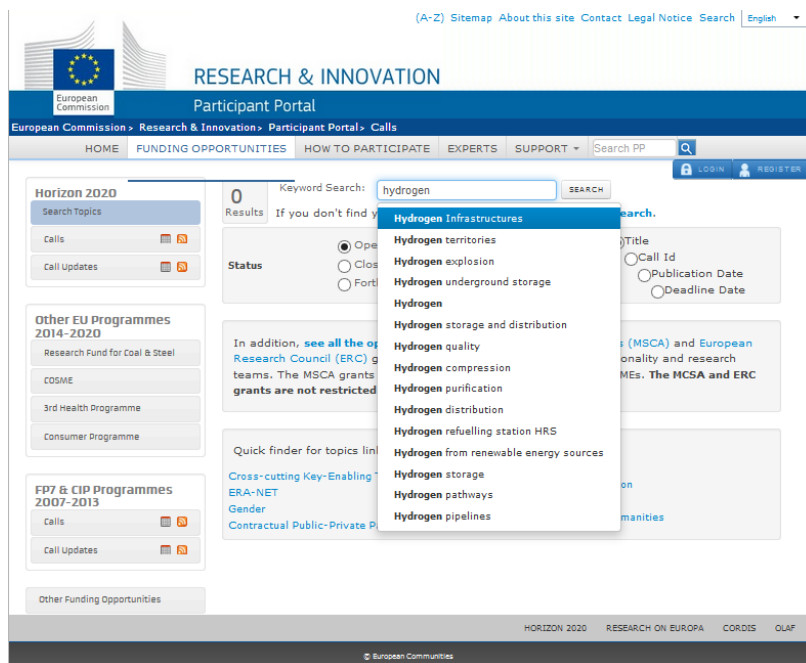 (A-Z) Sitemap About this site Contact Legal Notice Search English
European
Commission
RESEARCH & INNOVATION
Participant Portal
European Commission > Research & Innovation > Participant Portal > Calls
HOME FUNDING OPPORTUNITIES HOW TO PARTICIPATE EXPERTS SUPPORT Search PP
LOGIN REGISTER
Horizon 2020
Search Topics
Calls
Call Updates
Other EU Programmes
2014-2020
Research Fund for Coal & Steel
COSME
3rd Health Programme
Consumer Programme
FP7 & CIP Programmes
2007-2013
Calls
Call Updates
Other Funding Opportunities
0
Results
Keyword Search: hydrogen SEARCH
If you don't find y
earch.
Hydrogen Infrastructures
Hydrogen territories
Hydrogen explosion
Hydrogen underground storage
Hydrogen
Hydrogen storage and distribution
Hydrogen quality
Hydrogen compression
Hydrogen purification
Hydrogen distribution
Hydrogen refuelling station HRS
Hydrogen from renewable energy sources
Hydrogen storage
Hydrogen pathways
Hydrogen pipelines
Status
Ope
Clos
Fort
Title
Call Id
Publication Date
Deadline Date
In addition, see all the op (MSCA) and European
Research Council (ERC) g onality and research
teams. The MSCA grants MEs. The MCSA and ERC
grants are not restricted
Quick finder for topics lin
Cross-cutting Key-Enabling T on
ERA-NET
Gender
Contractual Public-Private P manities
HORIZON 2020 RESEARCH ON EUROPA CORDIS OLAF
© European Communities